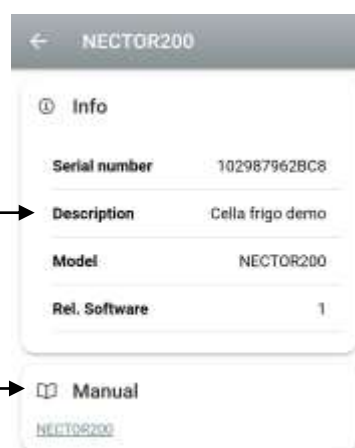 ← NECTOR200
Info
Serial number 102987962BC8
Description Cella frigo demo
Model NECTOR200
Rel. Software 1
Manual
NECTOR200